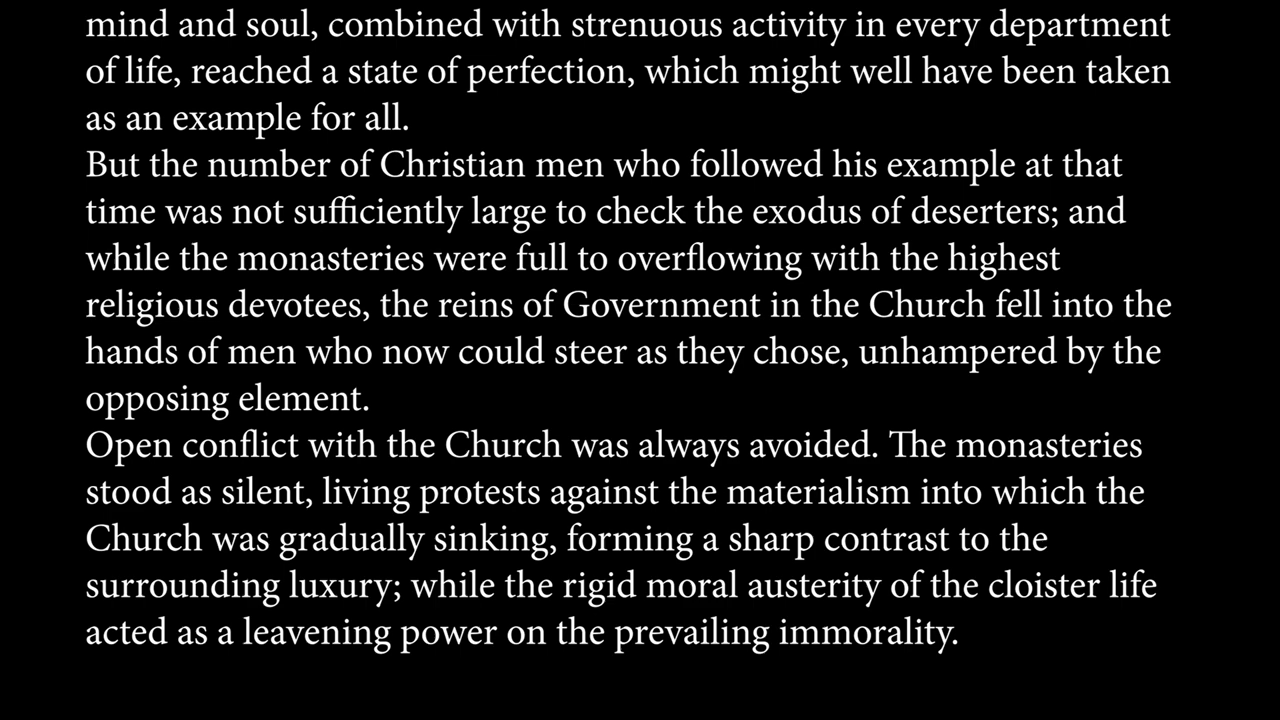 mind and soul, combined with strenuous activity in every department
of life, reached a state of perfection, which might well have been taken
as an example for all.
But the number of Christian men who followed his example at that
time was not sufficiently large to check the exodus of deserters; and
while the monasteries were full to overflowing with the highest
religious devotees, the reins of Government in the Church fell into the
hands of men who now could steer as they chose, unhampered by the
opposing element.
Open conflict with the Church was always avoided. The monasteries
stood as silent, living protests against the materialism into which the
Church was gradually sinking, forming a sharp contrast to the
surrounding luxury; while the rigid moral austerity of the cloister life
acted as a leavening power on the prevailing immorality.